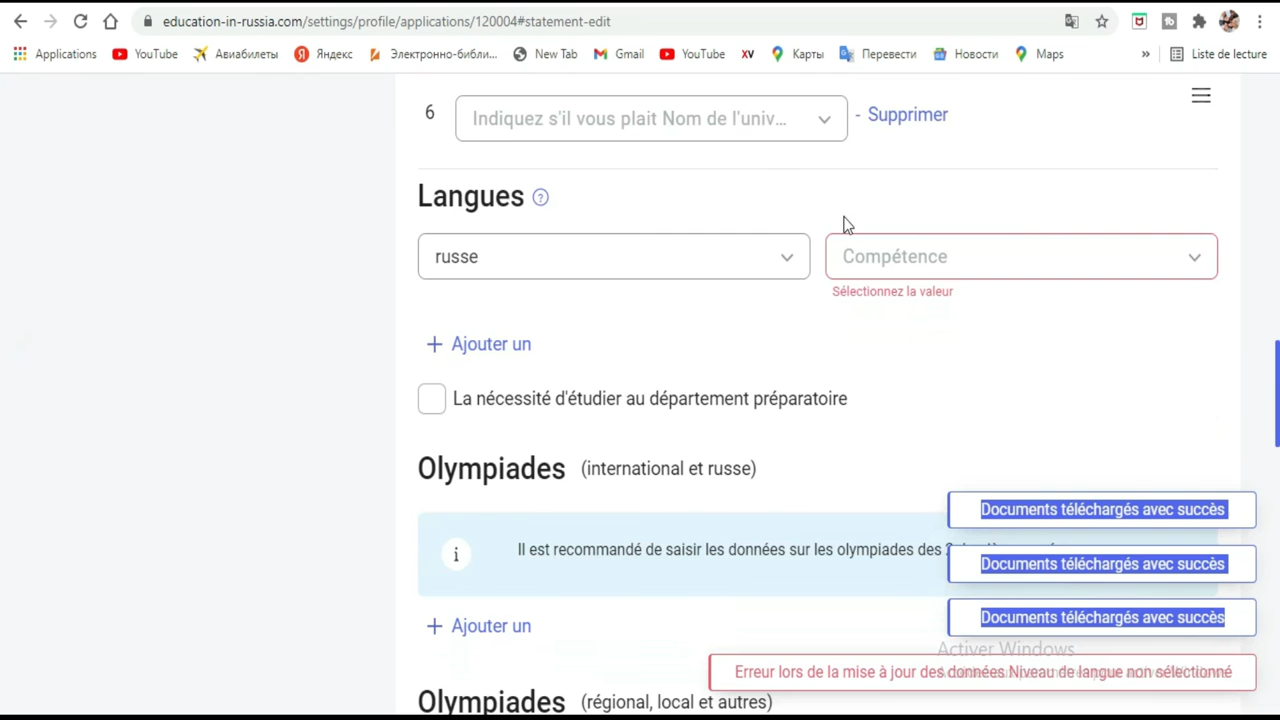 education-in-russia.com/settings/profile/applications/120004#statement-edit
Applications YouTube Авиабилеты Яндекс Электронно-библи... New Tab Gmail YouTube XV Карты Перевести Новости Maps » Liste de lecture
6 Indiquez s'il vous plait Nom de l'univ... - Supprimer
Langues ?
russe Compétence
Sélectionnez la valeur
+ Ajouter un
La nécessité d'étudier au département préparatoire
Olympiades (international et russe)
Documents téléchargés avec succès
i Il est recommandé de saisir les données sur les olympiades des
Documents téléchargés avec succès
Documents téléchargés avec succès
+ Ajouter un
Activer Windows
Erreur lors de la mise à jour des données Niveau de langue non sélectionné
Olympiades (régional, local et autres)